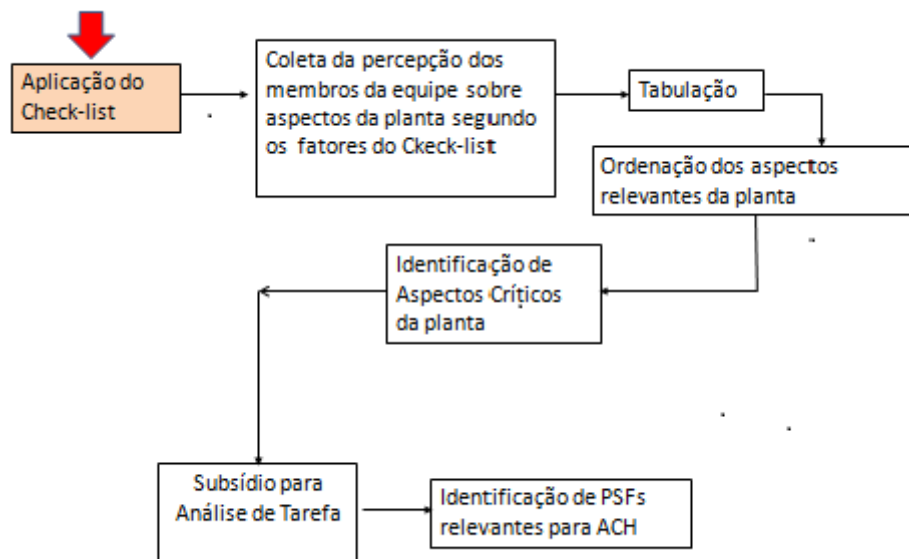 Aplicação do
Check-list
Coleta da percepção dos
membros da equipe sobre
aspectos da planta segundo
os fatores do Ckeck-list
Tabulação
Ordenação dos aspectos
relevantes da planta
Identificação de
Aspectos Críticos
da planta
Subsídio para
Análise de Tarefa
Identificação de PSFs
relevantes para ACH